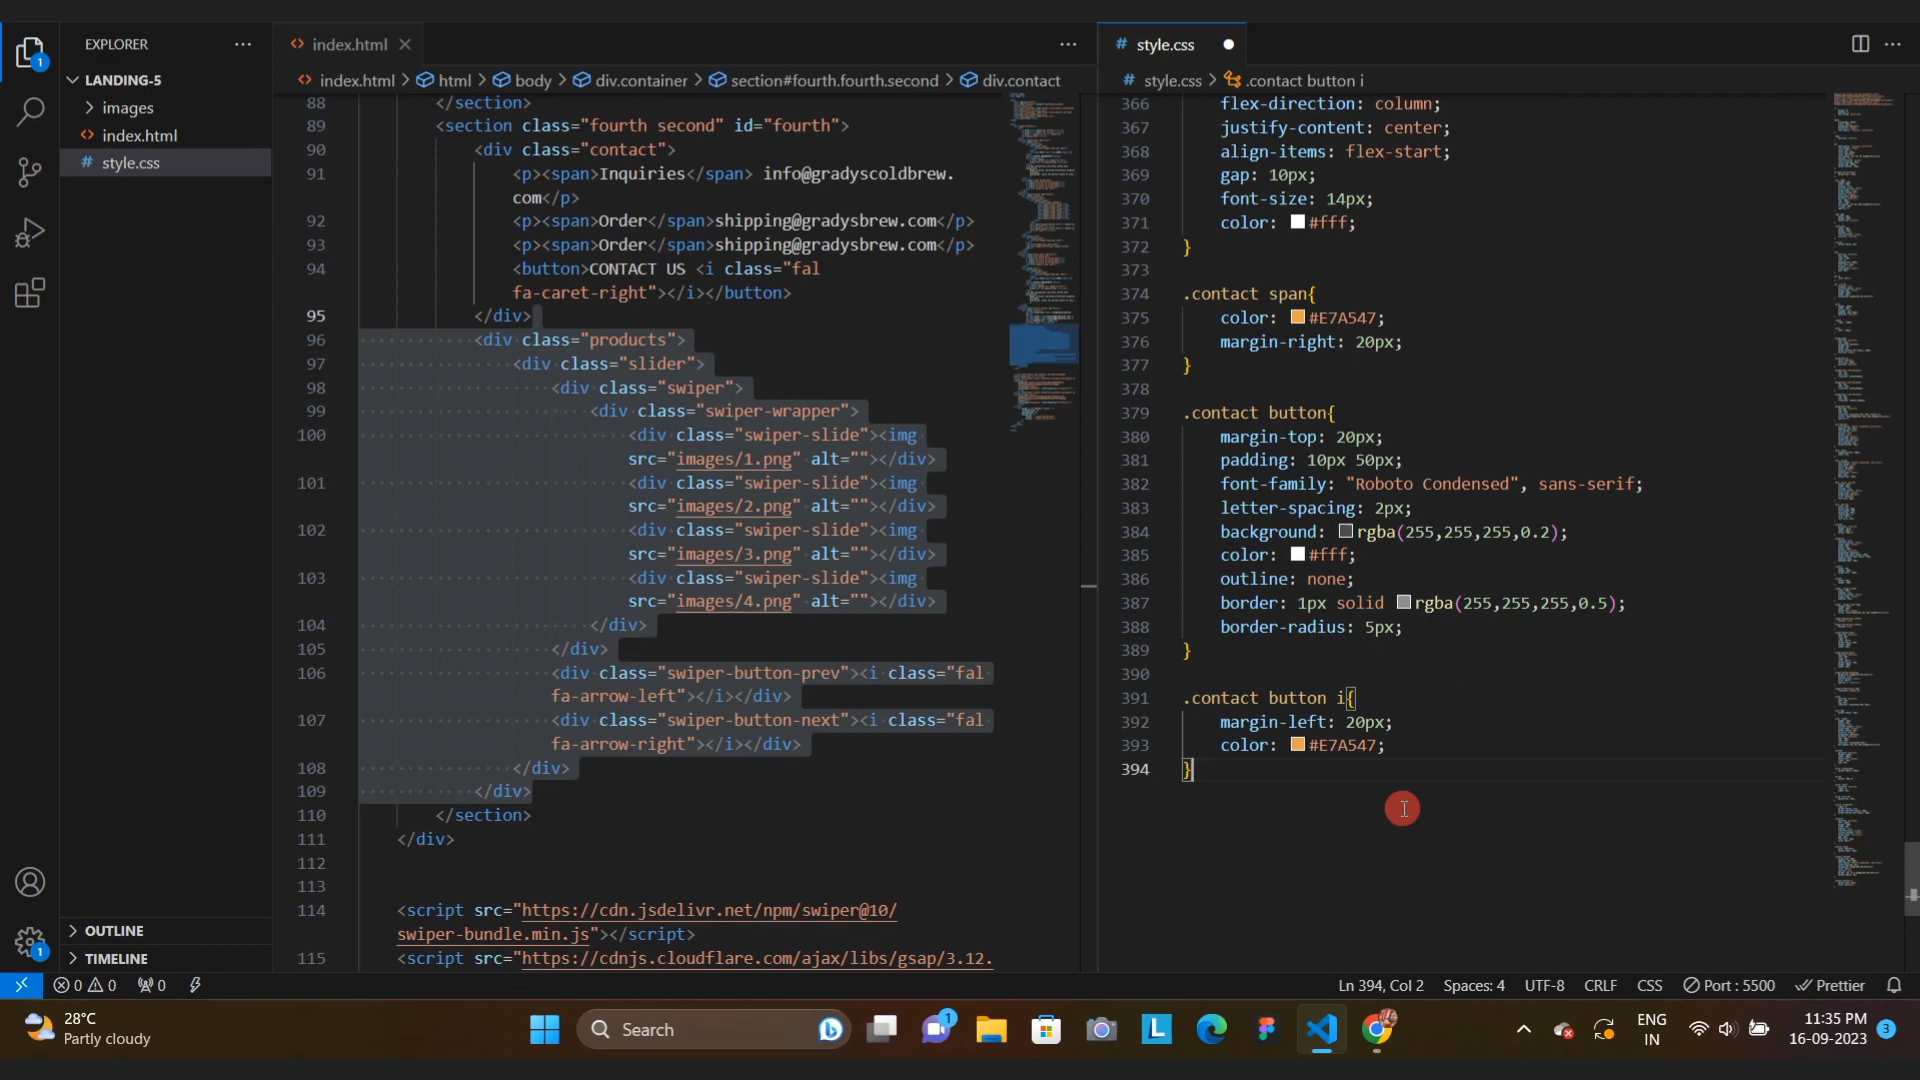 EXPLORER
LANDING-5
images
index.html
style.css
OUTLINE
TIMELINE
index.html
index.html > html > body > div.container > section#fourth.fourth.second > div.contact
88 </section>
89 <section class="fourth second" id="fourth">
90 <div class="contact">
91 <p><span>Inquiries</span> info@gradyscoldbrew.
com</p>
92 <p><span>Order</span>shipping@gradysbrew.com</p>
93 <p><span>Order</span>shipping@gradysbrew.com</p>
94 <button>CONTACT US <i class="fal
fa-caret-right"></i></button>
95 </div>
96 <div class="products">
97 <div class="slider">
98 <div class="swiper">
99 <div class="swiper-wrapper">
100 <div class="swiper-slide"><img
src="images/1.png" alt=""></div>
101 <div class="swiper-slide"><img
src="images/2.png" alt=""></div>
102 <div class="swiper-slide"><img
src="images/3.png" alt=""></div>
103 <div class="swiper-slide"><img
src="images/4.png" alt=""></div>
104 </div>
105 </div>
106 <div class="swiper-button-prev"><i class="fal
fa-arrow-left"></i></div>
107 <div class="swiper-button-next"><i class="fal
fa-arrow-right"></i></div>
108 </div>
109 </div>
110 </section>
111 </div>
112
113
114 <script src="https://cdn.jsdelivr.net/npm/swiper@10/
swiper-bundle.min.js"></script>
115 <script src="https://cdnjs.cloudflare.com/ajax/libs/gsap/3.12.
# style.css
# style.css > .contact button i
366 flex-direction: column;
367 justify-content: center;
368 align-items: flex-start;
369 gap: 10px;
370 font-size: 14px;
371 color: #fff;
372 }
373
374 .contact span{
375 color: #E7A547;
376 margin-right: 20px;
377 }
378
379 .contact button{
380 margin-top: 20px;
381 padding: 10px 50px;
382 font-family: "Roboto Condensed", sans-serif;
383 letter-spacing: 2px;
384 background: rgba(255,255,255,0.2);
385 color: #fff;
386 outline: none;
387 border: 1px solid rgba(255,255,255,0.5);
388 border-radius: 5px;
389 }
390
391 .contact button i{
392 margin-left: 20px;
393 color: #E7A547;
394 }
0 0 0 Ln 394, Col 2 Spaces: 4 UTF-8 CRLF CSS Port : 5500 Prettier
28°C
Partly cloudy
Search
ENG
IN
11:35 PM
16-09-2023
3